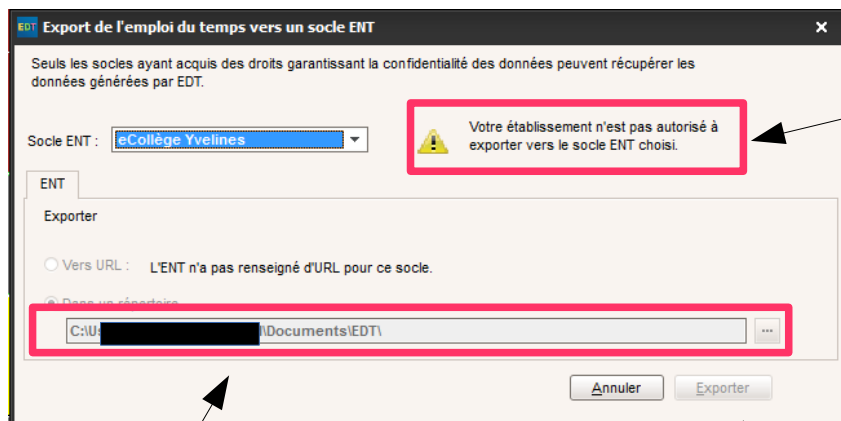 EDT Export de l'emploi du temps vers un socle ENT
Seuls les socles ayant acquis des droits garantissant la confidentialité des données peuvent récupérer les
données générées par EDT.
Socle ENT : eCollège Yvelines
Votre établissement n'est pas autorisé à
exporter vers le socle ENT choisi.
ENT
Exporter
Vers URL : L'ENT n'a pas renseigné d'URL pour ce socle.
Dans un répertoire
C:\U \Documents\EDT\ ...
Annuler Exporter